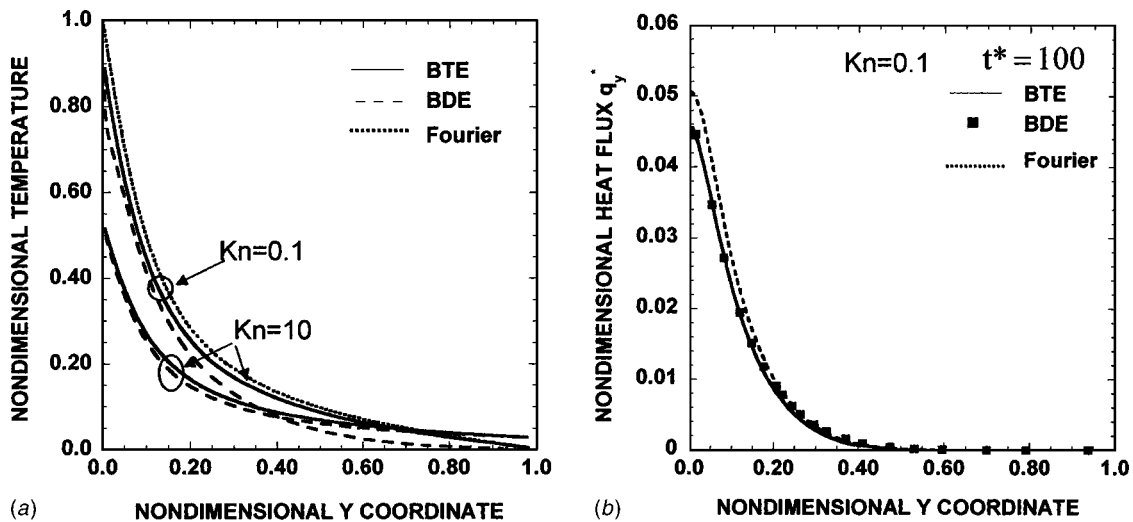 NONDIMENSIONAL TEMPERATURE
1.0
0.80
0.60
0.40
0.20
0.0
BTE
BDE
Fourier
Kn=0.1
Kn=10
0.0 0.20 0.40 0.60 0.80 1.0
(a)
NONDIMENSIONAL Y COORDINATE
NONDIMENSIONAL HEAT FLUX q_y^*
0.06
0.05
0.04
0.03
0.02
0.01
0
Kn=0.1 t*=100
BTE
BDE
Fourier
0.0 0.20 0.40 0.60 0.80 1.0
(b)
NONDIMENSIONAL Y COORDINATE